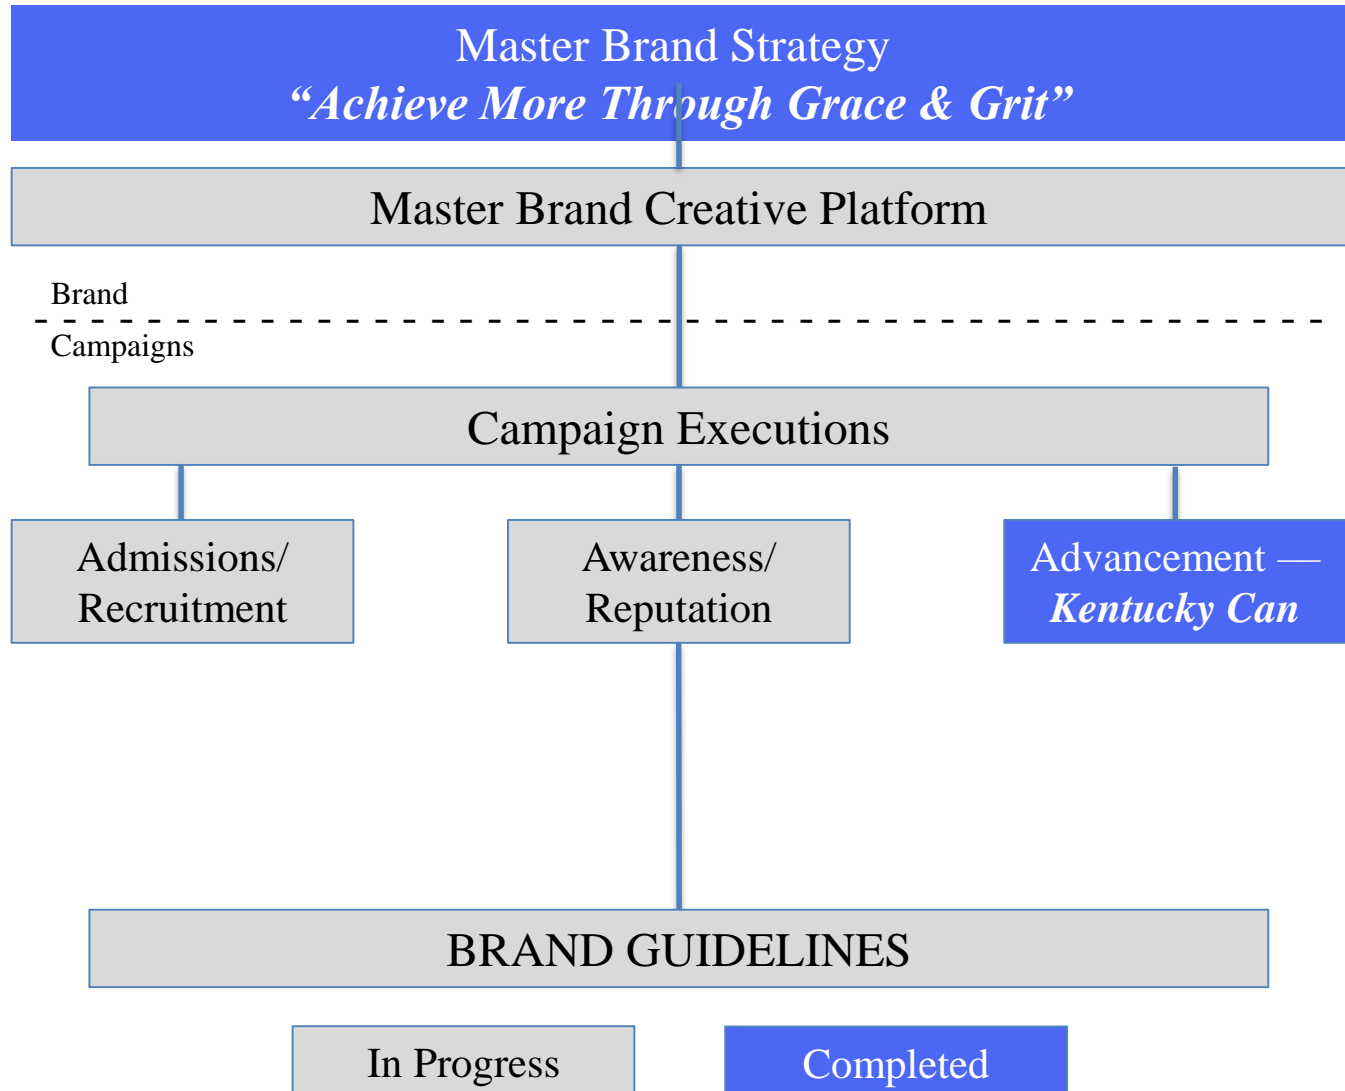 Master Brand Strategy
“Achieve More Through Grace & Grit”
Master Brand Creative Platform
Brand
Campaigns
Campaign Executions
Admissions/
Recruitment
Awareness/
Reputation
Advancement —
Kentucky Can
BRAND GUIDELINES
In Progress
Completed